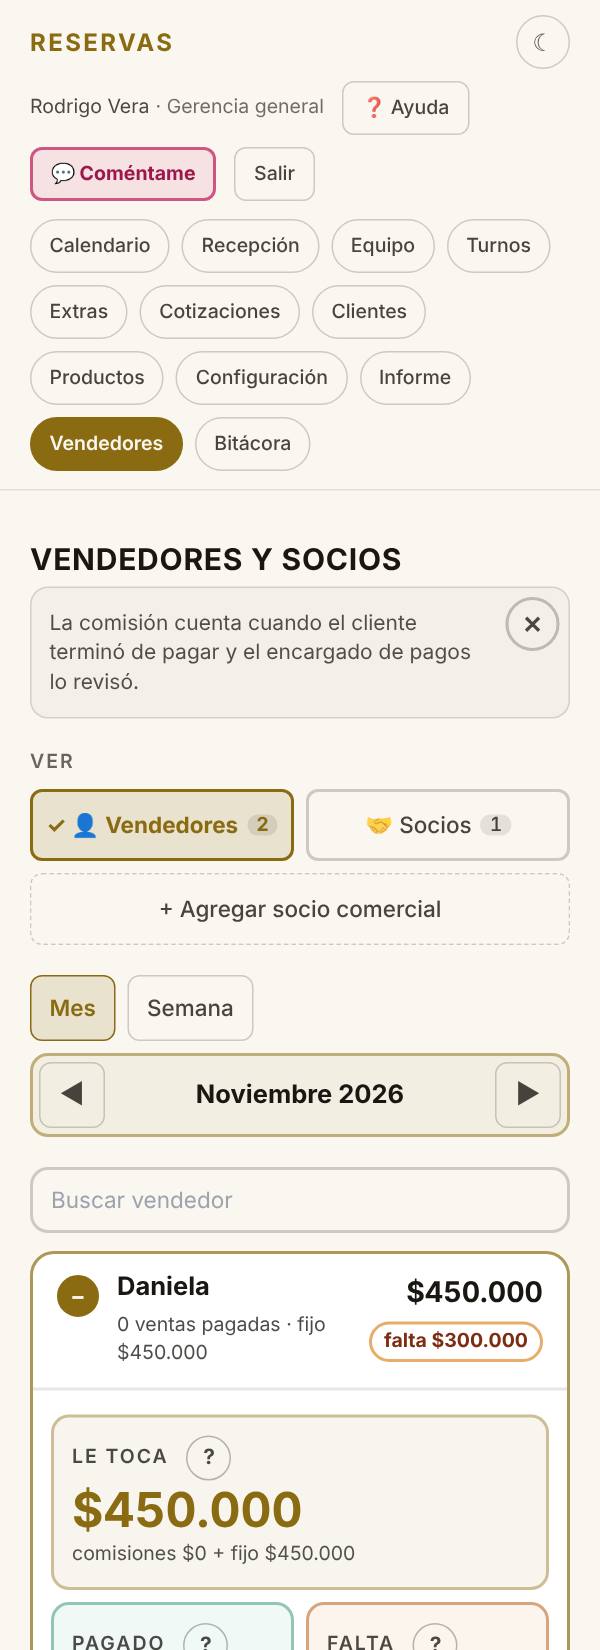 RESERVAS
☾
Rodrigo Vera · Gerencia general
❓ Ayuda
💬 Coméntame
Salir
Calendario
Recepción
Equipo
Turnos
Extras
Cotizaciones
Clientes
Productos
Configuración
Informe
Vendedores
Bitácora
VENDEDORES Y SOCIOS
La comisión cuenta cuando el cliente
terminó de pagar y el encargado de pagos
lo revisó.
✕
VER
✓ 👤 Vendedores 2
🤝 Socios 1
+ Agregar socio comercial
Mes
Semana
◀ Noviembre 2026 ▶
Buscar vendedor
– Daniela
$450.000
0 ventas pagadas · fijo
$450.000
falta $300.000
LE TOCA ?
$450.000
comisiones $0 + fijo $450.000
PAGADO ?
FALTA ?